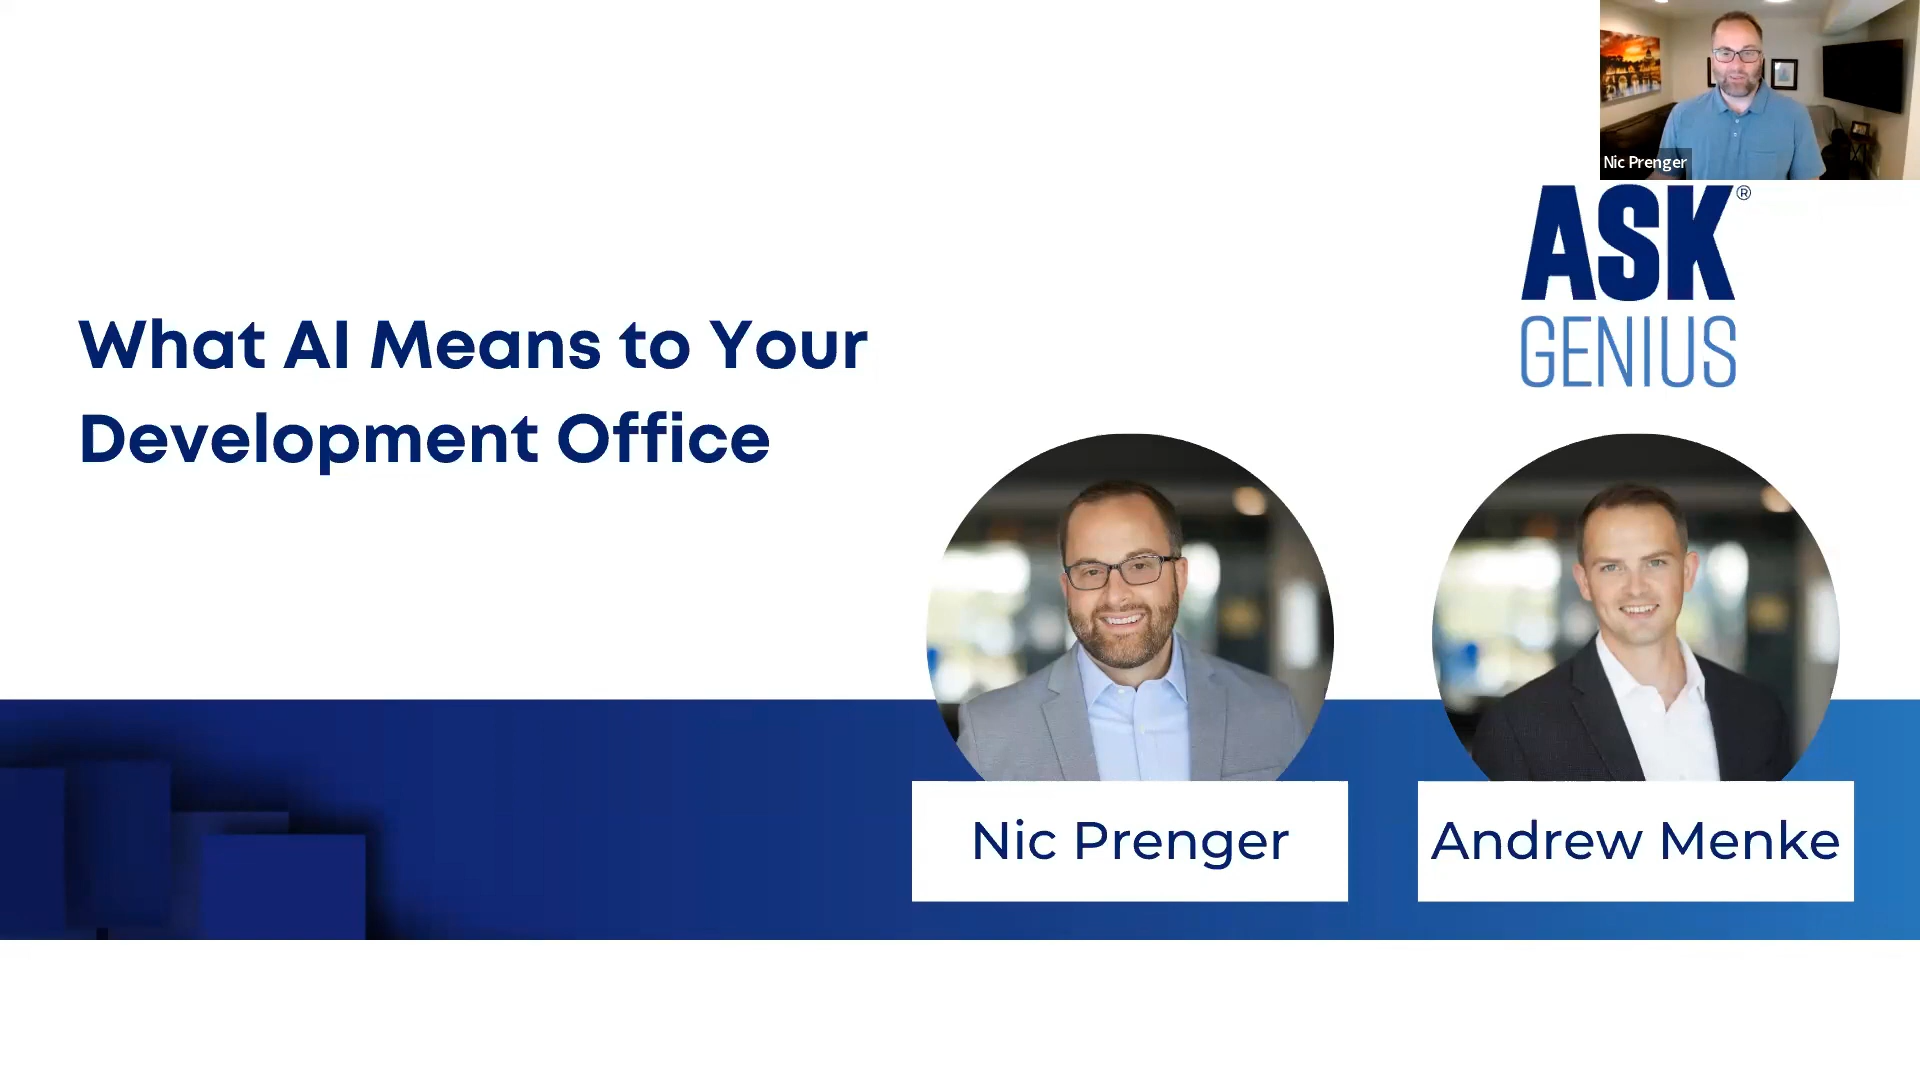 Nic Prenger
ASK®
GENIUS
What AI Means to Your
Development Office
Nic Prenger
Andrew Menke